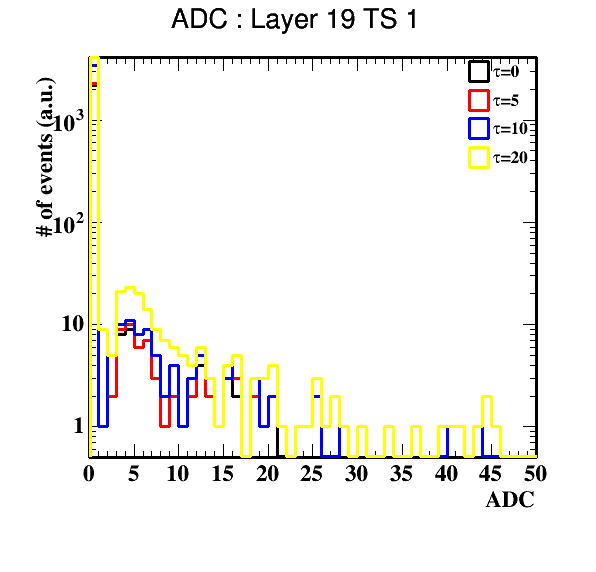 ADC : Layer 19 TS 1
# of events (a.u.)
10³
10²
10
1
τ=0
τ=5
τ=10
τ=20
0 5 10 15 20 25 30 35 40 45 50
ADC